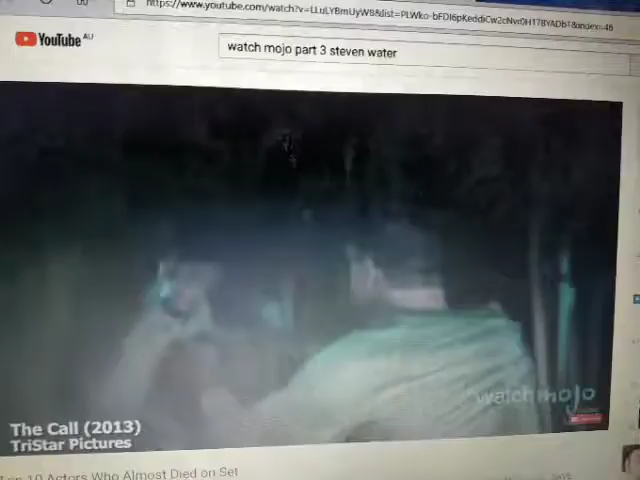 YouTube AU
watch mojo part 3 steven water
watchmojo
The Call (2013)
TriStar Pictures
10 Actors Who Almost Died on Set